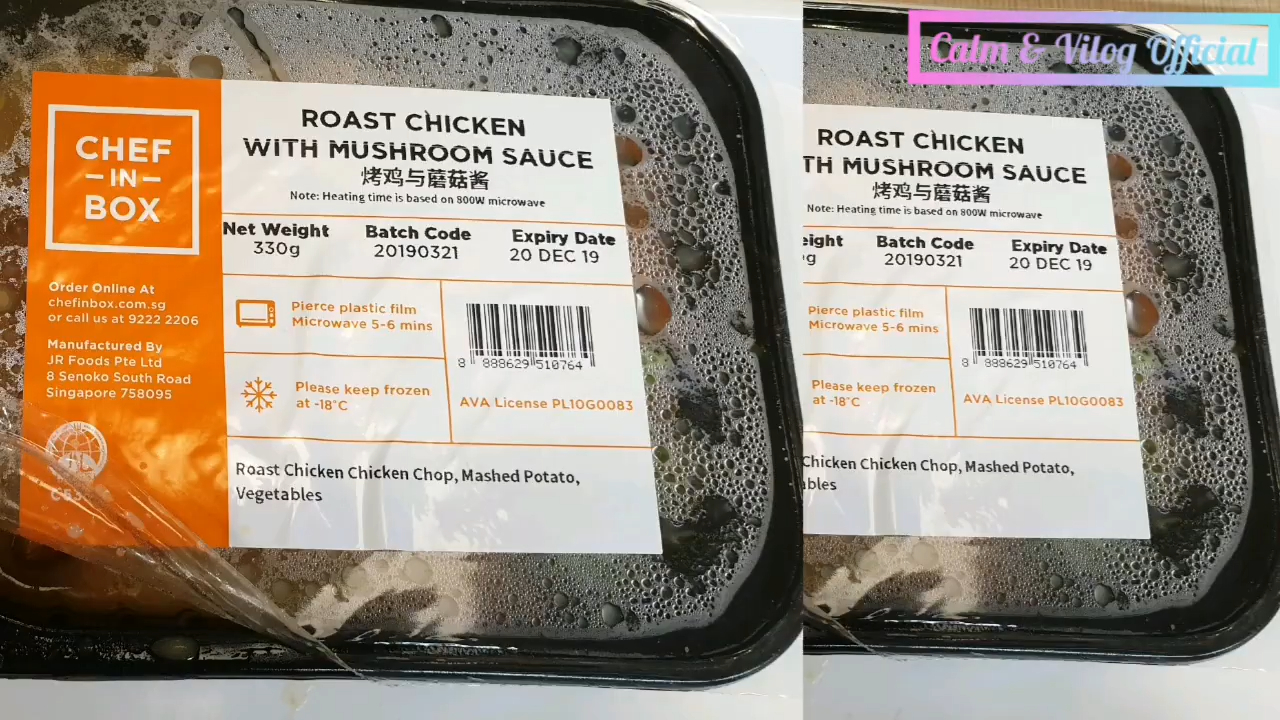 Calm & Vilog Official
CHEF
IN
BOX
Order Online At
chefinbox.com.sg
or call us at 9222 2206
Manufactured By
JR Foods Pte Ltd
8 Senoko South Road
Singapore 758095
ROAST CHICKEN
WITH MUSHROOM SAUCE
烤鸡与蘑菇酱
Note: Heating time is based on 800W microwave
Net Weight Batch Code Expiry Date
330g 20190321 20 DEC 19
Pierce plastic film
Microwave 5-6 mins
8 888629 510764
Please keep frozen
at -18°C
AVA License PL10G0083
Roast Chicken Chicken Chop, Mashed Potato,
Vegetables
ROAST CHICKEN
TH MUSHROOM SAUCE
烤鸡与蘑菇酱
Note: Heating time is based on 800W microwave
eight Batch Code Expiry Date
g 20190321 20 DEC 19
Pierce plastic film
Microwave 5-6 mins
8 888629 510764
Please keep frozen
at -18°C
AVA License PL10G0083
Chicken Chicken Chop, Mashed Potato,
bles